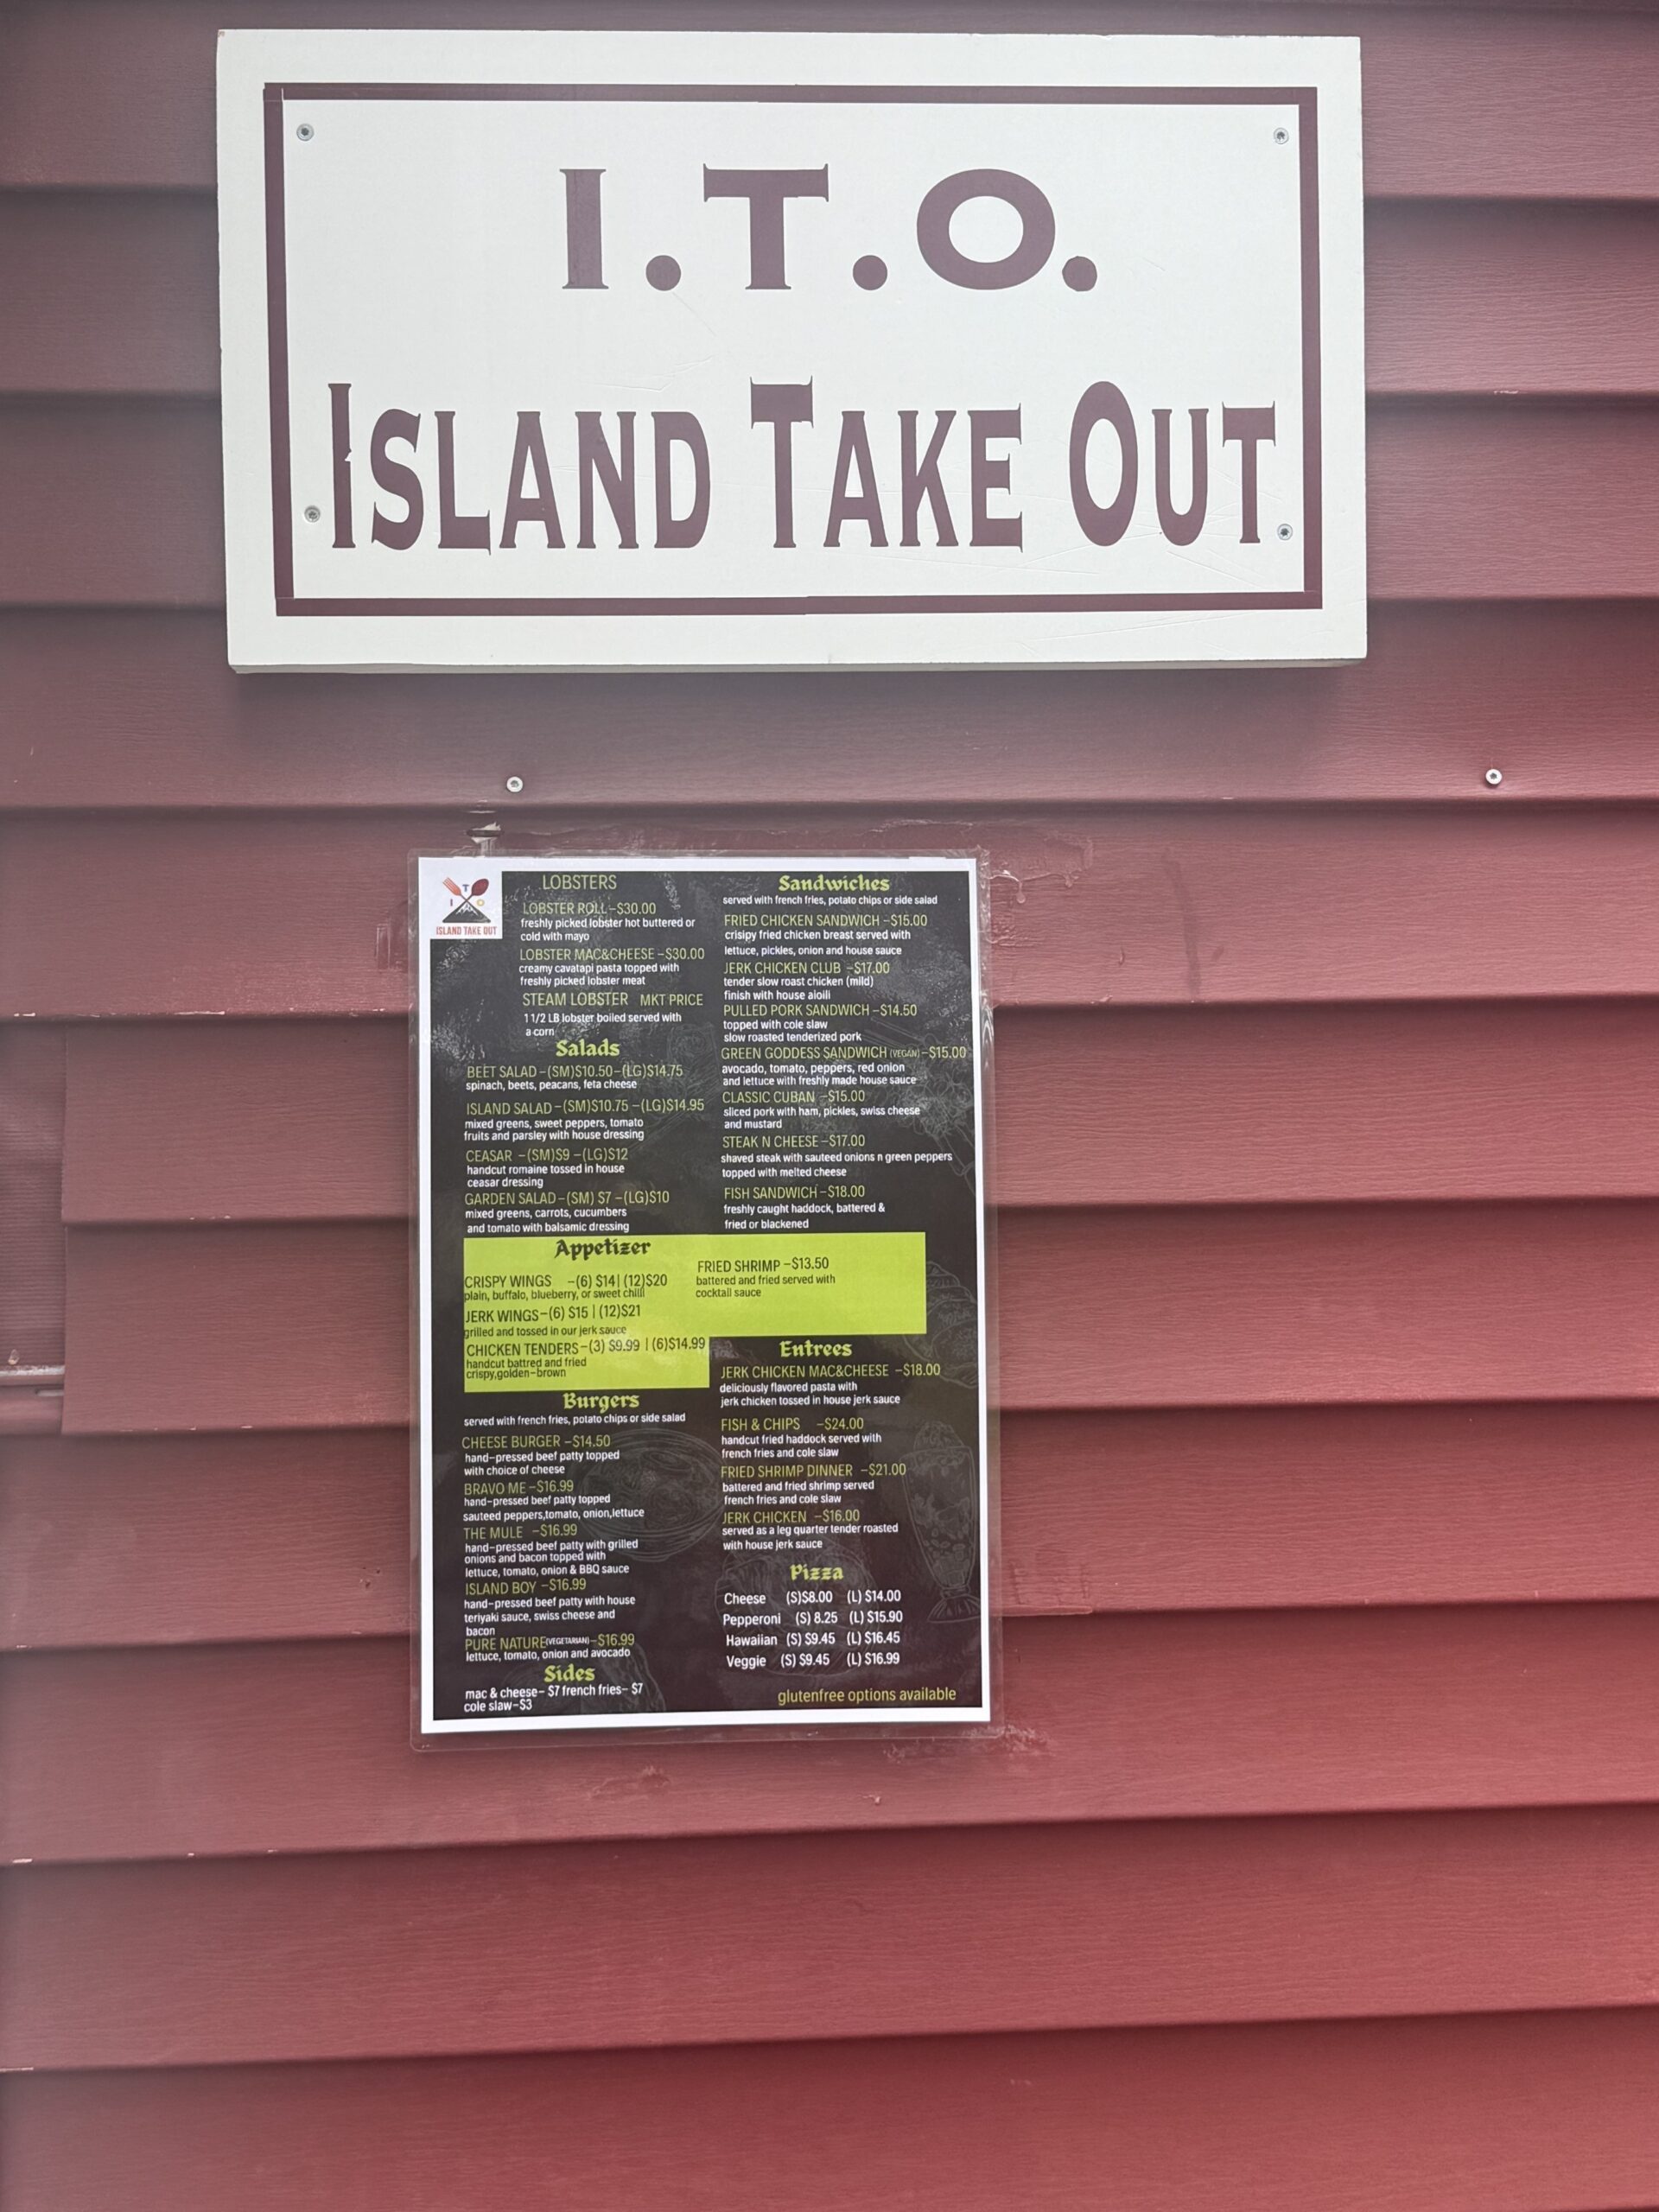 I.T.O.
ISLAND TAKE OUT
I T O
ISLAND TAKE OUT
LOBSTERS
LOBSTER ROLL -$30.00
freshly picked lobster hot buttered or
cold with mayo
LOBSTER MAC&CHEESE -$30.00
creamy cavatapi pasta topped with
freshly picked lobster meat
STEAM LOBSTER MKT PRICE
1 1/2 LB lobster boiled served with
a corn
Salads
BEET SALAD -(SM)$10.50-(LG)$14.75
spinach, beets, peacans, feta cheese
ISLAND SALAD -(SM)$10.75 -(LG)$14.95
mixed greens, sweet peppers, tomato
fruits and parsley with house dressing
CEASAR -(SM)$9 -(LG)$12
handcut romaine tossed in house
ceasar dressing
GARDEN SALAD-(SM) $7 -(LG)$10
mixed greens, carrots, cucumbers
and tomato with balsamic dressing
Appetizer
CRISPY WINGS -(6) $14| (12)$20
plain, buffalo, blueberry, or sweet chilli
JERK WINGS-(6) $15 | (12)$21
grilled and tossed in our jerk sauce
CHICKEN TENDERS-(3) $9.99 | (6)$14.99
handcut battred and fried
crispy,golden-brown
FRIED SHRIMP -$13.50
battered and fried served with
cocktail sauce
Burgers
served with french fries, potato chips or side salad
CHEESE BURGER -$14.50
hand-pressed beef patty topped
with choice of cheese
BRAVO ME -$16.99
hand-pressed beef patty topped
sauteed peppers,tomato, onion,lettuce
THE MULE -$16.99
hand-pressed beef patty with grilled
onions and bacon topped with
lettuce, tomato, onion & BBQ sauce
ISLAND BOY -$16.99
hand-pressed beef patty with house
teriyaki sauce, swiss cheese and
bacon
PURE NATURE(VEGETARIAN)-$16.99
lettuce, tomato, onion and avocado
Sides
mac & cheese- $7 french fries- $7
cole slaw-$3
Sandwiches
served with french fries, potato chips or side salad
FRIED CHICKEN SANDWICH -$15.00
crisipy fried chicken breast served with
lettuce, pickles, onion and house sauce
JERK CHICKEN CLUB -$17.00
tender slow roast chicken (mild)
finish with house aioili
PULLED PORK SANDWICH -$14.50
topped with cole slaw
slow roasted tenderized pork
GREEN GODDESS SANDWICH (VEGAN) -$15.00
avocado, tomato, peppers, red onion
and lettuce with freshly made house sauce
CLASSIC CUBAN -$15.00
sliced pork with ham, pickles, swiss cheese
and mustard
STEAK N CHEESE -$17.00
shaved steak with sauteed onions n green peppers
topped with melted cheese
FISH SANDWICH -$18.00
freshly caught haddock, battered &
fried or blackened
Entrees
JERK CHICKEN MAC&CHEESE -$18.00
deliciously flavored pasta with
jerk chicken tossed in house jerk sauce
FISH & CHIPS -$24.00
handcut fried haddock served with
french fries and cole slaw
FRIED SHRIMP DINNER -$21.00
battered and fried shrimp served
french fries and cole slaw
JERK CHICKEN -$16.00
served as a leg quarter tender roasted
with house jerk sauce
Pizza
Cheese (S)$8.00 (L) $14.00
Pepperoni (S) 8.25 (L) $15.90
Hawaiian (S) $9.45 (L) $16.45
Veggie (S) $9.45 (L) $16.99
glutenfree options available